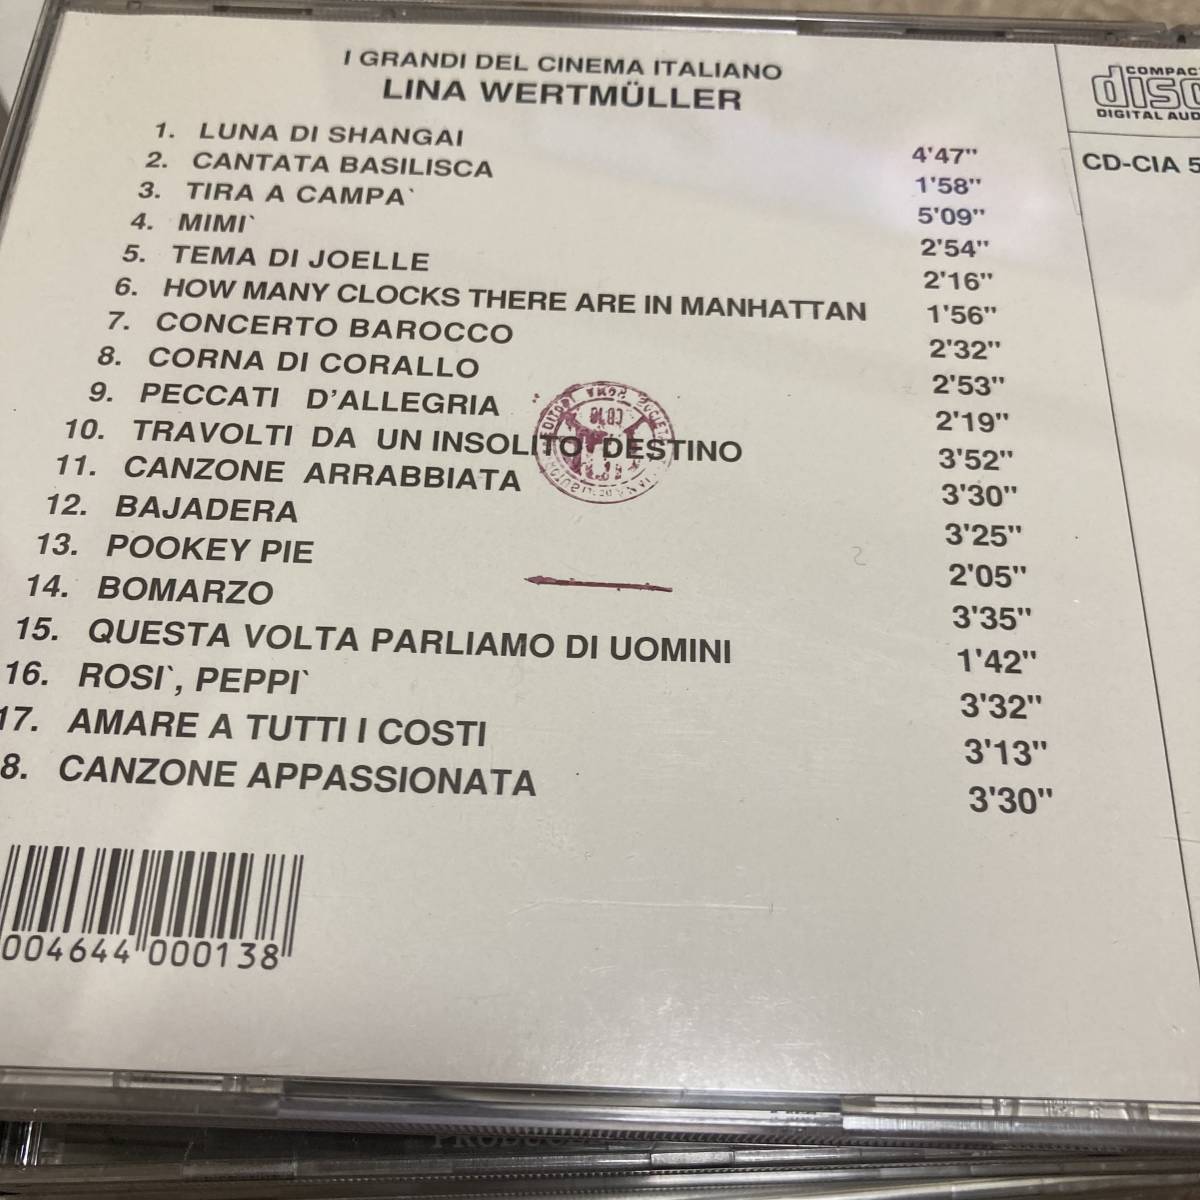 I GRANDI DEL CINEMA ITALIANO
LINA WERTMÜLLER
1. LUNA DI SHANGAI 4'47"
2. CANTATA BASILISCA 1'58"
3. TIRA A CAMPA` 5'09"
4. MIMI` 2'54"
5. TEMA DI JOELLE 2'16"
6. HOW MANY CLOCKS THERE ARE IN MANHATTAN 1'56"
7. CONCERTO BAROCCO 2'32"
8. CORNA DI CORALLO 2'53"
9. PECCATI D'ALLEGRIA 2'19"
10. TRAVOLTI DA UN INSOLITO DESTINO 3'52"
11. CANZONE ARRABBIATA 3'30"
12. BAJADERA 3'25"
13. POOKEY PIE 2'05"
14. BOMARZO 3'35"
15. QUESTA VOLTA PARLIAMO DI UOMINI 1'42"
16. ROSI`, PEPPI` 3'32"
17. AMARE A TUTTI I COSTI 3'13"
8. CANZONE APPASSIONATA 3'30"
COMPACT
disc
DIGITAL AUD
CD-CIA 5
ROMA SOCIETA
EDITORI
004644 000138